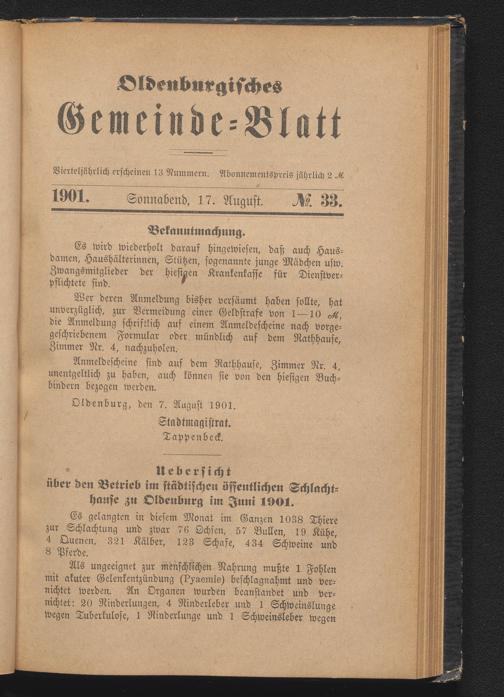 Oldenburgisches
Gemeinde=Blatt
Vierteljährlich erscheinen 13 Nummern. Abonnementspreis jährlich 2 ℳ
1901. Sonnabend, 17. August. № 33.
Bekanntmachung.
Es wird wiederholt darauf hingewiesen, daß auch Haus-
damen, Haushälterinnen, Stützen, sogenannte junge Mädchen usw.
Zwangsmitglieder der hiesigen Krankenkasse für Dienstver-
pflichtete sind.
Wer deren Anmeldung bisher versäumt haben sollte, hat
unverzüglich, zur Vermeidung einer Geldstrafe von 1—10 ℳ,
die Anmeldung schriftlich auf einem Anmeldescheine nach vorge-
geschriebenem Formular oder mündlich auf dem Rathhause,
Zimmer Nr. 4, nachzuholen.
Anmeldescheine sind auf dem Rathhause, Zimmer Nr. 4,
unentgeltlich zu haben, auch können sie von den hiesigen Buch-
bindern bezogen werden.
Oldenburg, den 7. August 1901.
Stadtmagistrat.
Tappenbeck.
Uebersicht
über den Betrieb im städtischen öffentlichen Schlacht-
hause zu Oldenburg im Juni 1901.
Es gelangten in diesem Monat im Ganzen 1038 Thiere
zur Schlachtung und zwar 76 Ochsen, 57 Bullen, 19 Kühe,
4 Quenen, 321 Kälber, 123 Schafe, 434 Schweine und
8 Pferde.
Als ungeeignet zur menschlichen Nahrung mußte 1 Fohlen
mit akuter Gelenkentzündung (Pyaemie) beschlagnahmt und ver-
nichtet werden. An Organen wurden beanstandet und ver-
nichtet: 20 Rinderlungen, 4 Rinderleber und 1 Schweinslunge
wegen Tuberkulose, 1 Rinderlunge und 1 Schweinsleber wegen